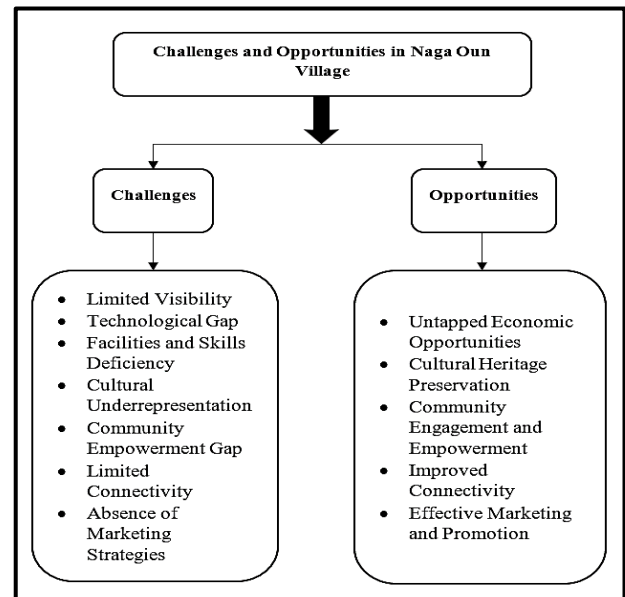 Challenges and Opportunities in Naga Oun
Village
Challenges
Opportunities
• Limited Visibility
• Technological Gap
• Facilities and Skills
Deficiency
• Cultural
Underrepresentation
• Community
Empowerment Gap
• Limited
Connectivity
• Absence of
Marketing
Strategies
• Untapped Economic
Opportunities
• Cultural Heritage
Preservation
• Community
Engagement and
Empowerment
• Improved
Connectivity
• Effective Marketing
and Promotion